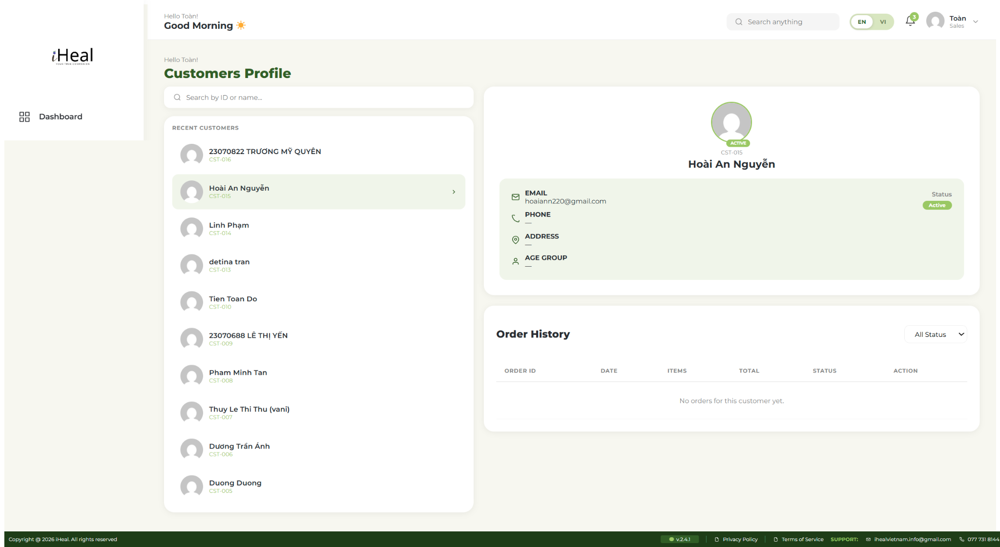 Hello Toàn!
Good Morning
Search anything
EN
VI
3
Toàn
Sales
iHeal
YOUR TRUE COMPANION
Dashboard
Hello Toàn!
Customers Profile
Search by ID or name...
RECENT CUSTOMERS
23070822 TRƯƠNG MỸ QUYÊN
CST-016
Hoài An Nguyễn
CST-015
Linh Phạm
CST-014
detina tran
CST-013
Tien Toan Do
CST-010
23070688 LÊ THỊ YẾN
CST-009
Pham Minh Tan
CST-008
Thuy Le Thi Thu (vani)
CST-007
Dương Trần Ánh
CST-006
Duong Duong
CST-005
ACTIVE
CST-015
Hoài An Nguyễn
EMAIL
hoaiann220@gmail.com
PHONE
—
ADDRESS
—
AGE GROUP
—
Status
Active
Order History
All Status
ORDER ID DATE ITEMS TOTAL STATUS ACTION
No orders for this customer yet.
Copyright @ 2026 iHeal. All rights reserved
v.2.4.1
Privacy Policy
Terms of Service
SUPPORT:
ihealvietnam.info@gmail.com
077 731 8144